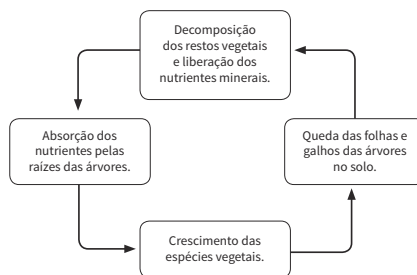 Decomposição
dos restos vegetais
e liberação dos
nutrientes minerais.
Absorção dos
nutrientes pelas
raízes das árvores.
Queda das folhas e
galhos das árvores
no solo.
Crescimento das
espécies vegetais.